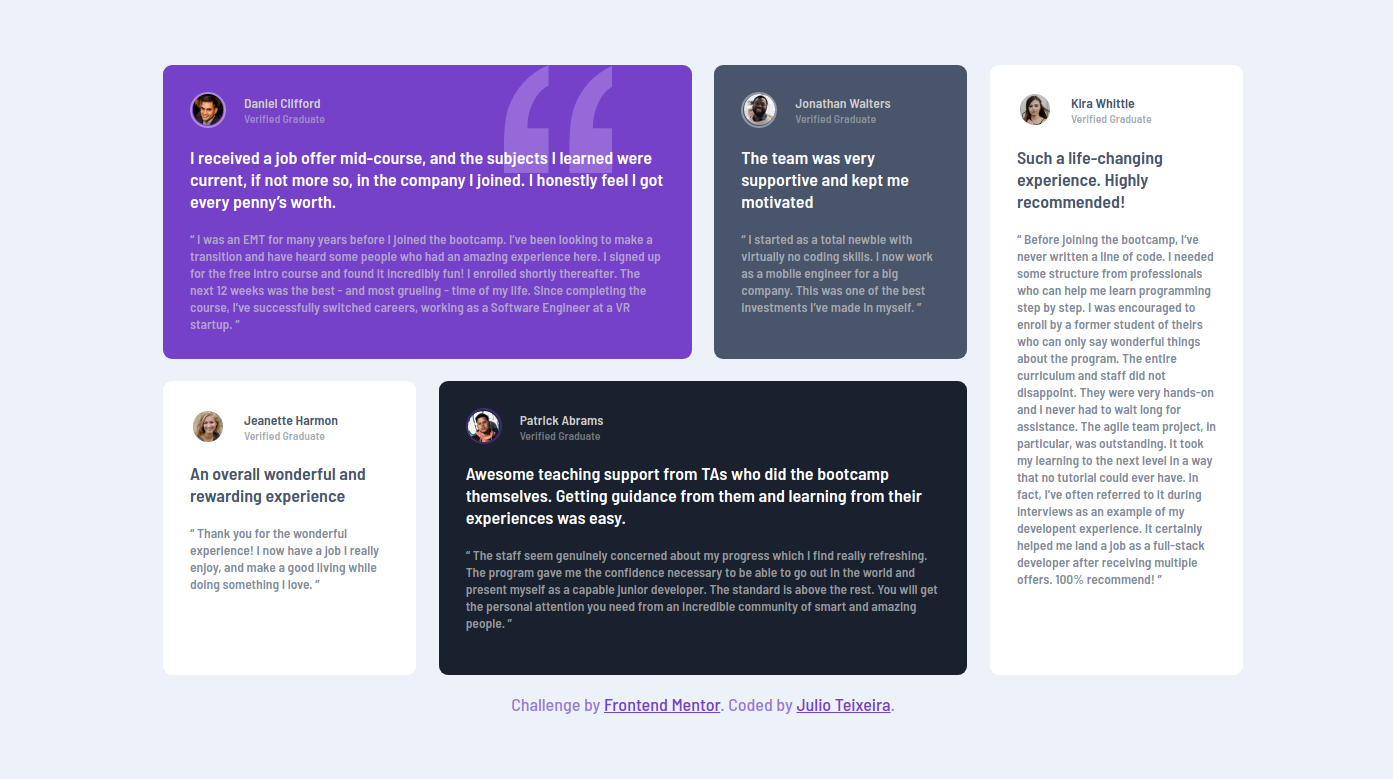 Daniel Clifford
Verified Graduate
I received a job offer mid-course, and the subjects I learned were
current, if not more so, in the company I joined. I honestly feel I got
every penny’s worth.
“ I was an EMT for many years before I joined the bootcamp. I’ve been looking to make a
transition and have heard some people who had an amazing experience here. I signed up
for the free intro course and found it incredibly fun! I enrolled shortly thereafter. The
next 12 weeks was the best - and most grueling - time of my life. Since completing the
course, I’ve successfully switched careers, working as a Software Engineer at a VR
startup. ”
Jonathan Walters
Verified Graduate
The team was very
supportive and kept me
motivated
“ I started as a total newbie with
virtually no coding skills. I now work
as a mobile engineer for a big
company. This was one of the best
investments I’ve made in myself. ”
Kira Whittle
Verified Graduate
Such a life-changing
experience. Highly
recommended!
“ Before joining the bootcamp, I’ve
never written a line of code. I needed
some structure from professionals
who can help me learn programming
step by step. I was encouraged to
enroll by a former student of theirs
who can only say wonderful things
about the program. The entire
curriculum and staff did not
disappoint. They were very hands-on
and I never had to wait long for
assistance. The agile team project, in
particular, was outstanding. It took
my learning to the next level in a way
that no tutorial could ever have. In
fact, I’ve often referred to it during
interviews as an example of my
developent experience. It certainly
helped me land a job as a full-stack
developer after receiving multiple
offers. 100% recommend! ”
Jeanette Harmon
Verified Graduate
An overall wonderful and
rewarding experience
“ Thank you for the wonderful
experience! I now have a job I really
enjoy, and make a good living while
doing something I love. ”
Patrick Abrams
Verified Graduate
Awesome teaching support from TAs who did the bootcamp
themselves. Getting guidance from them and learning from their
experiences was easy.
“ The staff seem genuinely concerned about my progress which I find really refreshing.
The program gave me the confidence necessary to be able to go out in the world and
present myself as a capable junior developer. The standard is above the rest. You will get
the personal attention you need from an incredible community of smart and amazing
people. ”
Challenge by Frontend Mentor. Coded by Julio Teixeira.